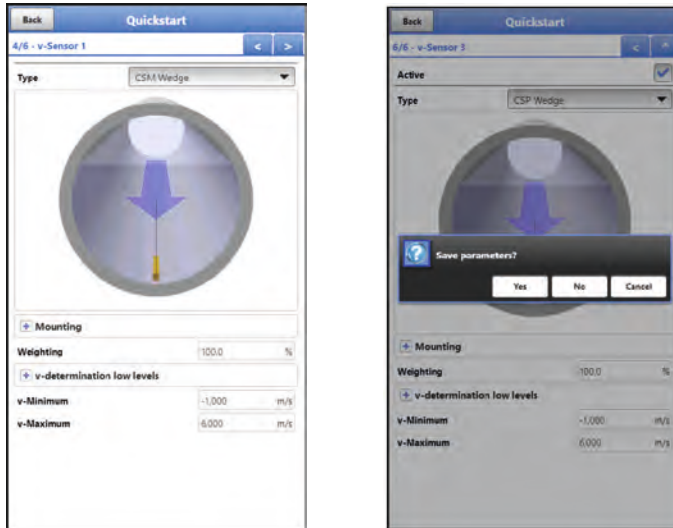 Back Quickstart
4/6 - v-Sensor 1 < >
Type CSM Wedge
+ Mounting
Weighting 100.0 %
+ v-determination low levels
v-Minimum -1,000 m/s
v-Maximum 6,000 m/s
Back Quickstart
6/6 - v-Sensor 3 < ^
Active
Type CSP Wedge
Save parameters?
Yes No Cancel
+ Mounting
Weighting 100.0 %
+ v-determination low levels
v-Minimum -1,000 m/s
v-Maximum 6,000 m/s